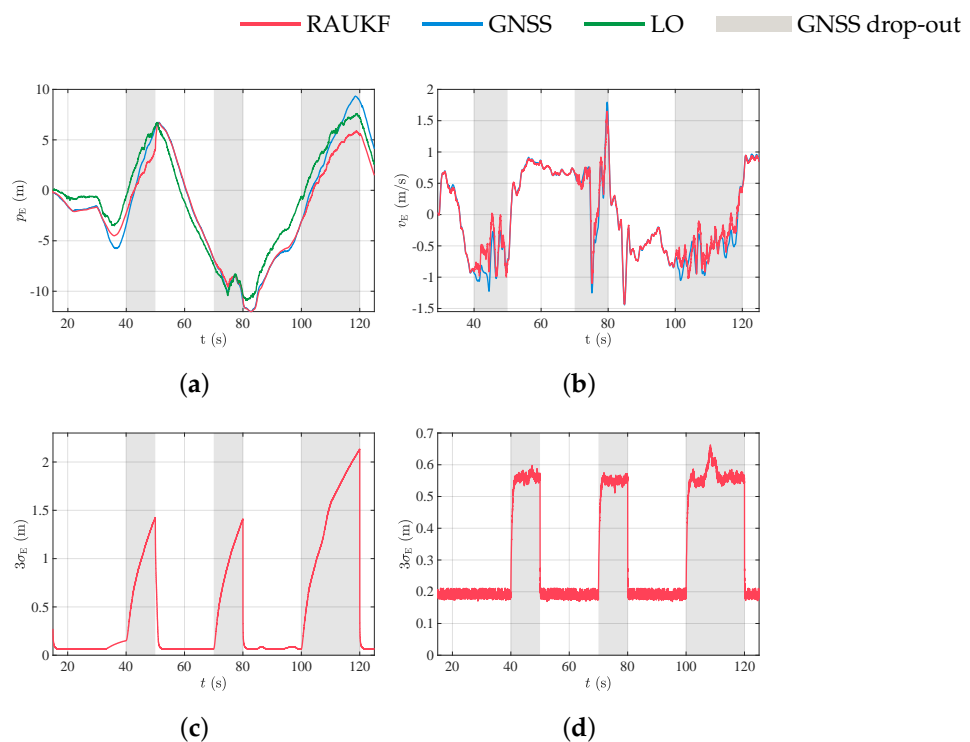 RAUKF GNSS LO GNSS drop-out
10
5
0
-5
-10
p_E (m)
20 40 60 80 100 120
t (s)
(a)
2
1.5
1
0.5
0
-0.5
-1
-1.5
v_E (m/s)
40 60 80 100 120
t (s)
(b)
2
1.5
1
0.5
0
3σ_E (m)
20 40 60 80 100 120
t (s)
(c)
0.7
0.6
0.5
0.4
0.3
0.2
0.1
0
3σ_E (m)
20 40 60 80 100 120
t (s)
(d)